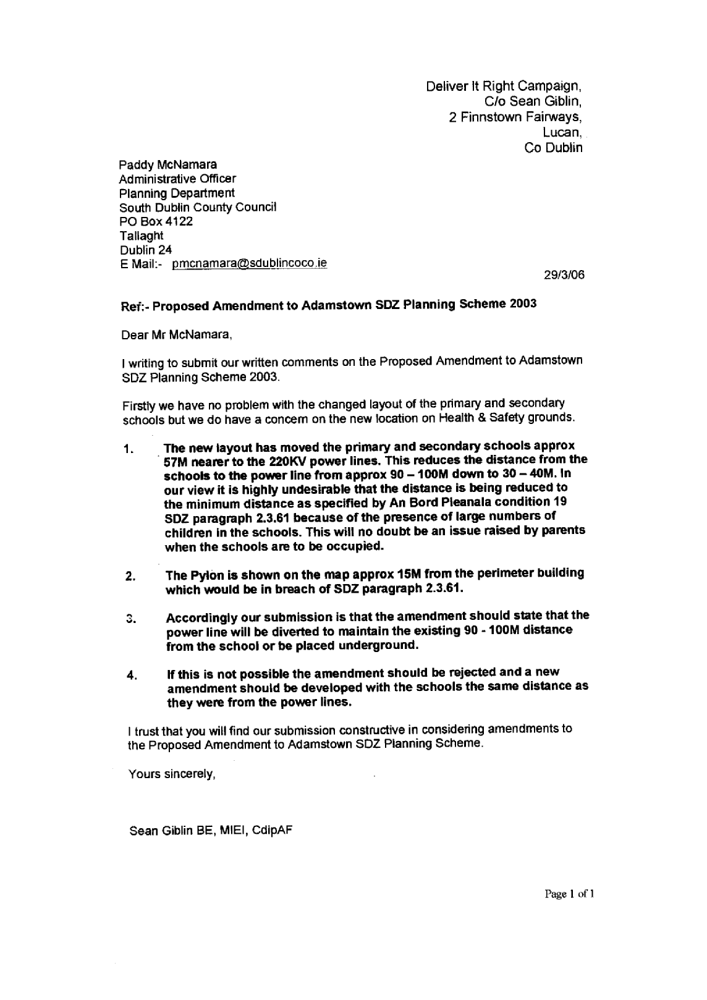 Deliver It Right Campaign,
C/o Sean Giblin,
2 Finnstown Fairways,
Lucan,
Co Dublin
Paddy McNamara
Administrative Officer
Planning Department
South Dublin County Council
PO Box 4122
Tallaght
Dublin 24
E Mail:- pmcnamara@sdublincoco.ie
29/3/06
Ref:- Proposed Amendment to Adamstown SDZ Planning Scheme 2003
Dear Mr McNamara,
I writing to submit our written comments on the Proposed Amendment to Adamstown
SDZ Planning Scheme 2003.
Firstly we have no problem with the changed layout of the primary and secondary
schools but we do have a concern on the new location on Health & Safety grounds.
1. The new layout has moved the primary and secondary schools approx
57M nearer to the 220KV power lines. This reduces the distance from the
schools to the power line from approx 90 – 100M down to 30 – 40M. In
our view it is highly undesirable that the distance is being reduced to
the minimum distance as specified by An Bord Pleanala condition 19
SDZ paragraph 2.3.61 because of the presence of large numbers of
children in the schools. This will no doubt be an issue raised by parents
when the schools are to be occupied.
2. The Pylon is shown on the map approx 15M from the perimeter building
which would be in breach of SDZ paragraph 2.3.61.
3. Accordingly our submission is that the amendment should state that the
power line will be diverted to maintain the existing 90 - 100M distance
from the school or be placed underground.
4. If this is not possible the amendment should be rejected and a new
amendment should be developed with the schools the same distance as
they were from the power lines.
I trust that you will find our submission constructive in considering amendments to
the Proposed Amendment to Adamstown SDZ Planning Scheme.
Yours sincerely,
Sean Giblin BE, MIEI, CdipAF
Page 1 of 1